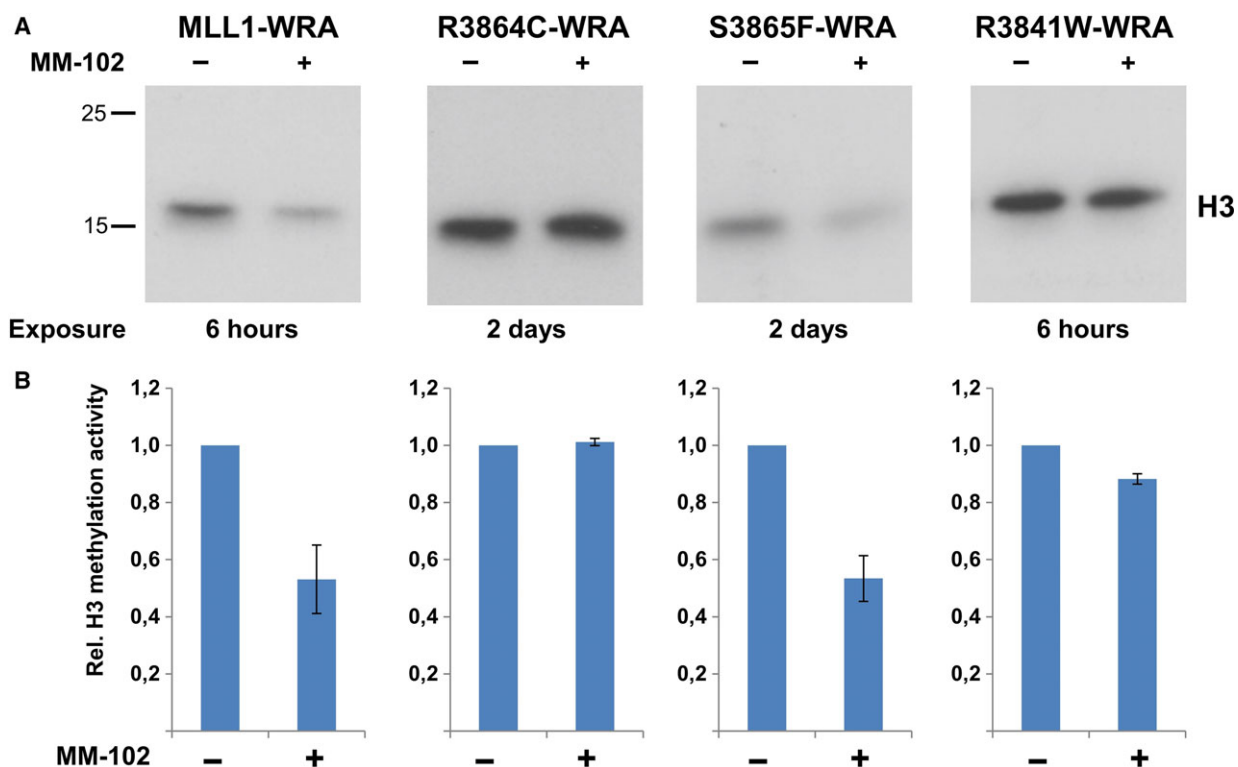 A
MLL1-WRA R3864C-WRA S3865F-WRA R3841W-WRA
MM-102 – + – + – + – +
25
15
H3
Exposure 6 hours 2 days 2 days 6 hours
B
Rel. H3 methylation activity
1,2 1,2 1,2 1,2
1,0 1,0 1,0 1,0
0,8 0,8 0,8 0,8
0,6 0,6 0,6 0,6
0,4 0,4 0,4 0,4
0,2 0,2 0,2 0,2
MM-102 – + – + – + – +